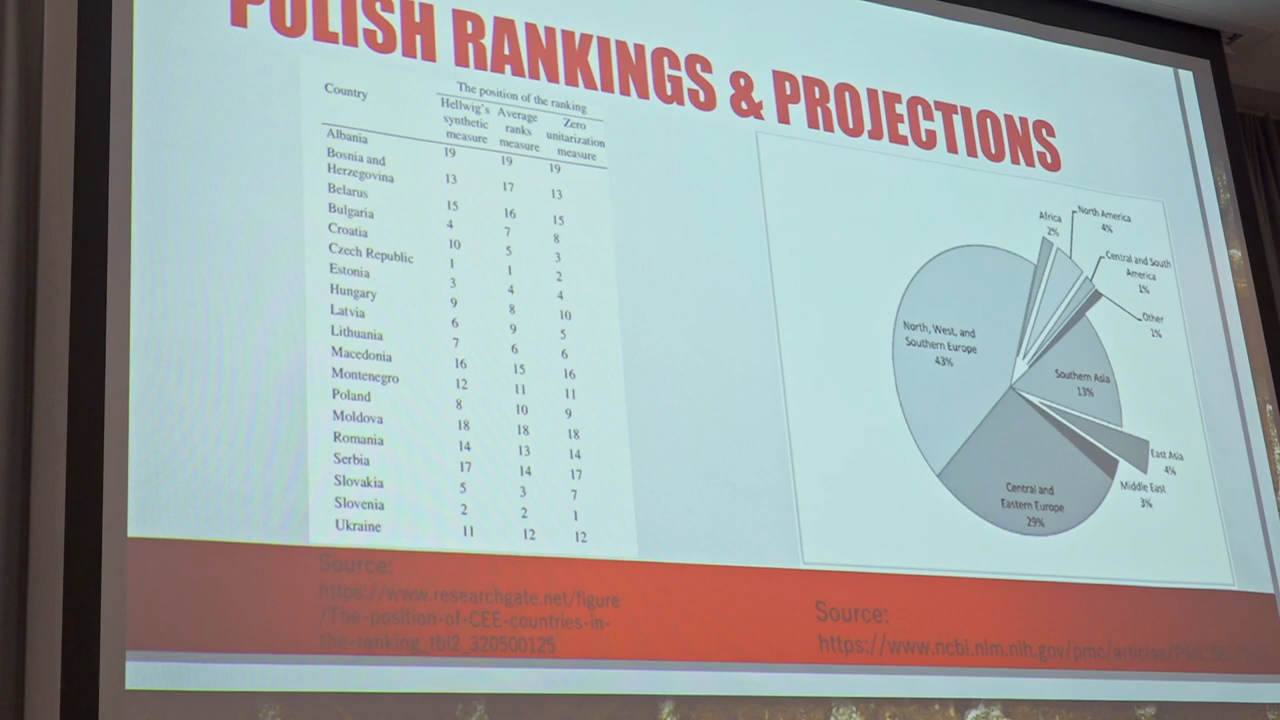 POLISH RANKINGS & PROJECTIONS
Country
The position of the ranking
Hellwig's synthetic measure
Average ranks measure
Zero unitarization measure
Albania 19 19 19
Bosnia and
Herzegovina 13 17 13
Belarus 15 16 15
Bulgaria 4 7 8
Croatia 10 5 3
Czech Republic 1 1 2
Estonia 3 4 4
Hungary 9 8 10
Latvia 6 9 5
Lithuania 7 6 6
Macedonia 16 15 16
Montenegro 12 11 11
Poland 8 10 9
Moldova 18 18 18
Romania 14 13 14
Serbia 17 14 17
Slovakia 5 3 7
Slovenia 2 2 1
Ukraine 11 12 12
Source:
https://www.researchgate.net/figure
/The-position-of-CEE-countries-in-
the-ranking_tbl2_320500125
Africa
2%
North America
4%
Central and South
America
1%
Other
1%
North, West, and
Southern Europe
43%
Southern Asia
13%
East Asia
4%
Middle East
3%
Central and
Eastern Europe
29%
Source:
https://www.ncbi.nlm.nih.gov/pmc/articles/